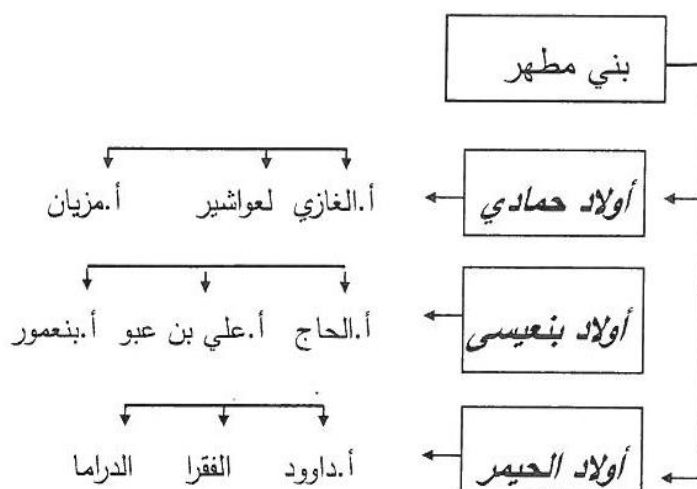 بني مطهر
أولاد حمادي أ.الغازي لعواشير أ.مزيان
أولاد بنعيسى أ.الحاج أ.علي بن عبو أ.بنعمور
أولاد الحيمر أ.داوود الفقرا الدراما